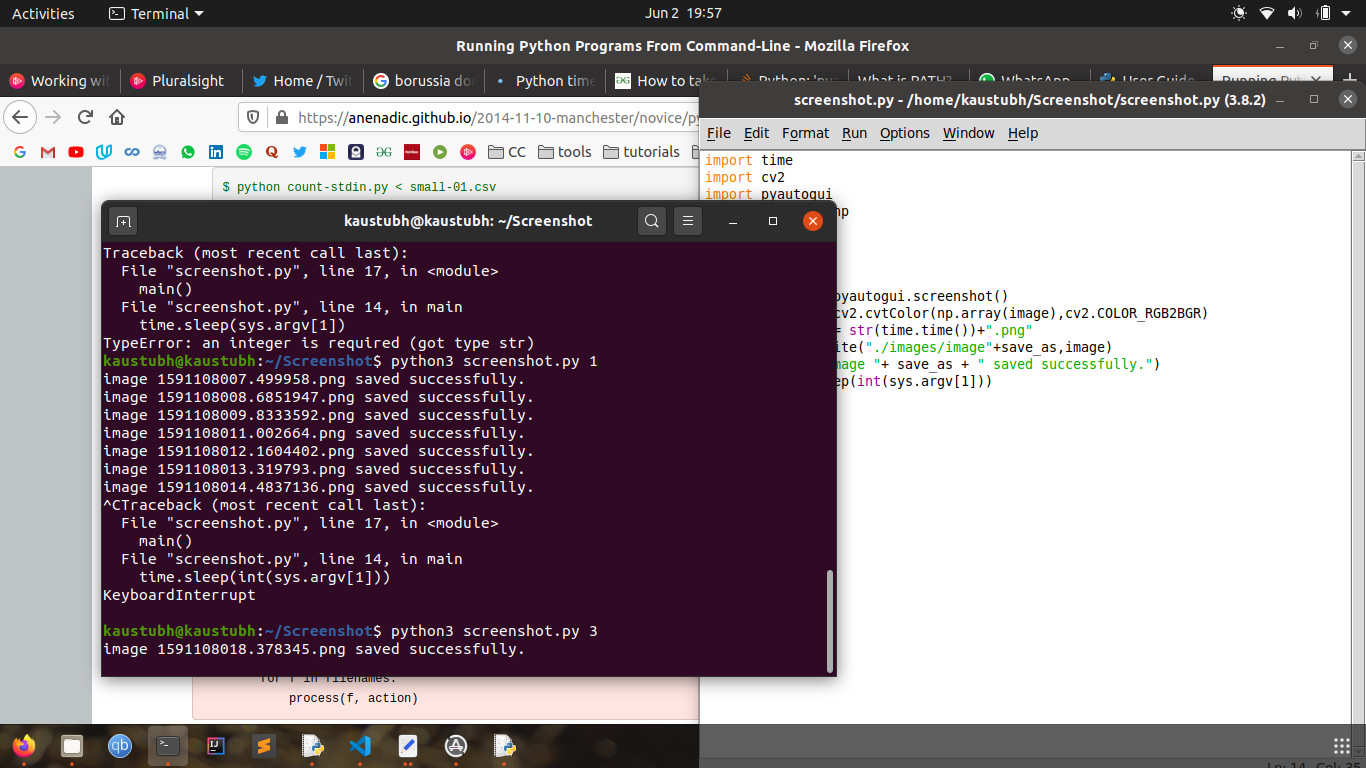 Activities
Terminal
Jun 2 19:57
Running Python Programs From Command-Line - Mozilla Firefox
Working wi
Pluralsight
Home / Twit
borussia do
Python time
How to take
Python: 'py
What is PATH?
WhatsApp
User Guide
Running Pyt
screenshot.py - /home/kaustubh/Screenshot/screenshot.py (3.8.2)
https://anenadic.github.io/2014-11-10-manchester/novice/py
File Edit Format Run Options Window Help
CC
tools
tutorials
import time
import cv2
import pyautogui
np
$ python count-stdin.py < small-01.csv
kaustubh@kaustubh: ~/Screenshot
pyautogui.screenshot()
cv2.cvtColor(np.array(image),cv2.COLOR_RGB2BGR)
= str(time.time())+".png"
ite("./images/image"+save_as,image)
mage "+ save_as + " saved successfully.")
ep(int(sys.argv[1]))
Traceback (most recent call last):
File "screenshot.py", line 17, in <module>
main()
File "screenshot.py", line 14, in main
time.sleep(sys.argv[1])
TypeError: an integer is required (got type str)
kaustubh@kaustubh:~/Screenshot$ python3 screenshot.py 1
image 1591108007.499958.png saved successfully.
image 1591108008.6851947.png saved successfully.
image 1591108009.8333592.png saved successfully.
image 1591108011.002664.png saved successfully.
image 1591108012.1604402.png saved successfully.
image 1591108013.319793.png saved successfully.
image 1591108014.4837136.png saved successfully.
^CTraceback (most recent call last):
File "screenshot.py", line 17, in <module>
main()
File "screenshot.py", line 14, in main
time.sleep(int(sys.argv[1]))
KeyboardInterrupt
kaustubh@kaustubh:~/Screenshot$ python3 screenshot.py 3
image 1591108018.378345.png saved successfully.
for f in filenames:
process(f, action)
Ln: 14 Col: 35